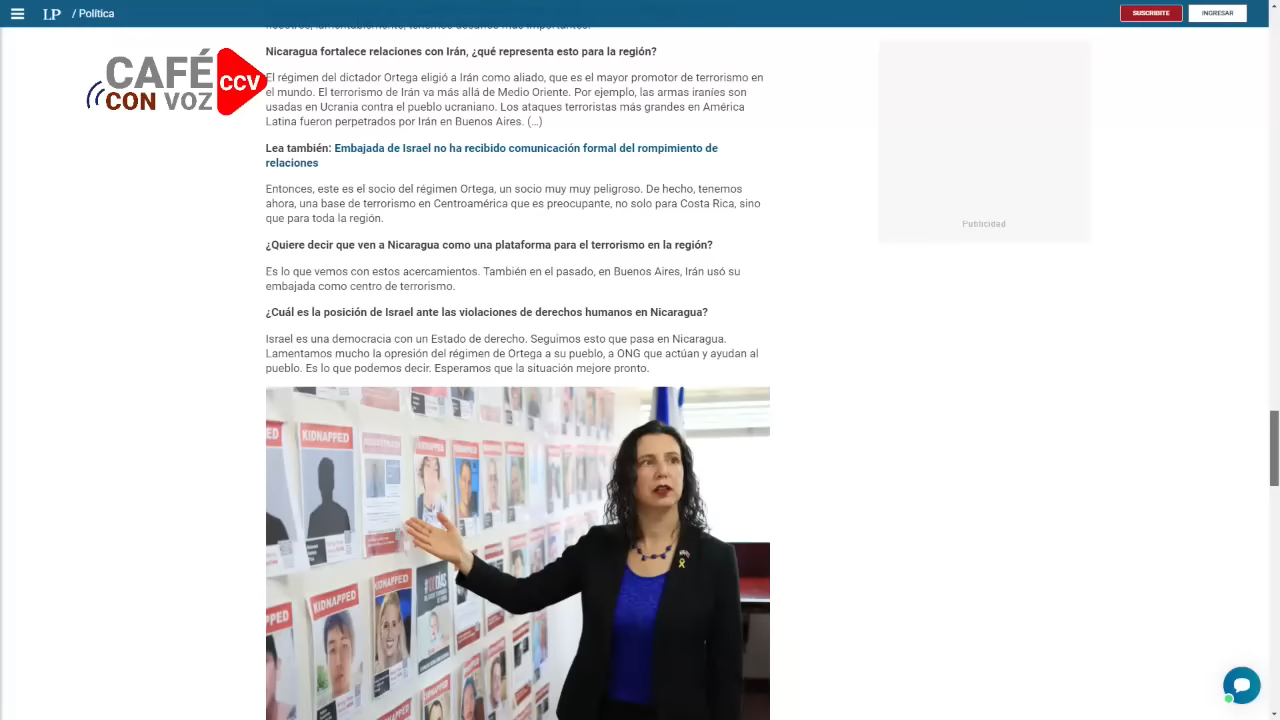 LP / Política
SUSCRIBITE
INGRESAR
CAFÉ
CON VOZ
CCV
Nicaragua fortalece relaciones con Irán, ¿qué representa esto para la región?
El régimen del dictador Ortega eligió a Irán como aliado, que es el mayor promotor de terrorismo en
el mundo. El terrorismo de Irán va más allá de Medio Oriente. Por ejemplo, las armas iraníes son
usadas en Ucrania contra el pueblo ucraniano. Los ataques terroristas más grandes en América
Latina fueron perpetrados por Irán en Buenos Aires. (...)
Lea también: Embajada de Israel no ha recibido comunicación formal del rompimiento de
relaciones
Entonces, este es el socio del régimen Ortega, un socio muy muy peligroso. De hecho, tenemos
ahora, una base de terrorismo en Centroamérica que es preocupante, no solo para Costa Rica, sino
que para toda la región.
Publicidad
¿Quiere decir que ven a Nicaragua como una plataforma para el terrorismo en la región?
Es lo que vemos con estos acercamientos. También en el pasado, en Buenos Aires, Irán usó su
embajada como centro de terrorismo.
¿Cuál es la posición de Israel ante las violaciones de derechos humanos en Nicaragua?
Israel es una democracia con un Estado de derecho. Seguimos esto que pasa en Nicaragua.
Lamentamos mucho la opresión del régimen de Ortega a su pueblo, a ONG que actúan y ayudan al
pueblo. Es lo que podemos decir. Esperamos que la situación mejore pronto.
KIDNAPPED
KIDNAPPED
KIDNAPPED
KIDNAPPED
KIDNAPPED